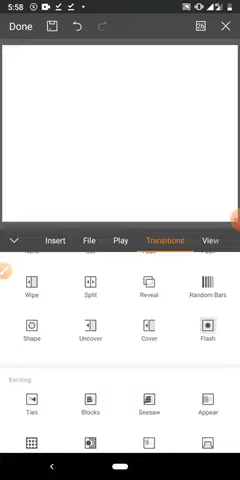 5:58
Done
26
Insert File Play Transitions View
Wipe Split Reveal Random Bars
Shape Uncover Cover Flash
Exciting
Ties Blocks Seesaw Appear